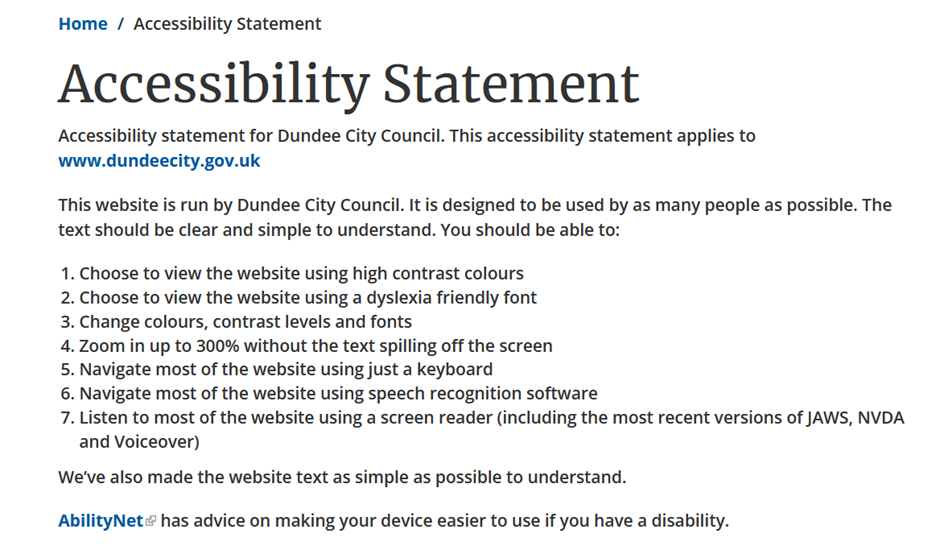 Home / Accessibility Statement
Accessibility Statement
Accessibility statement for Dundee City Council. This accessibility statement applies to
www.dundeecity.gov.uk
This website is run by Dundee City Council. It is designed to be used by as many people as possible. The
text should be clear and simple to understand. You should be able to:
1. Choose to view the website using high contrast colours
2. Choose to view the website using a dyslexia friendly font
3. Change colours, contrast levels and fonts
4. Zoom in up to 300% without the text spilling off the screen
5. Navigate most of the website using just a keyboard
6. Navigate most of the website using speech recognition software
7. Listen to most of the website using a screen reader (including the most recent versions of JAWS, NVDA
and Voiceover)
We’ve also made the website text as simple as possible to understand.
AbilityNet has advice on making your device easier to use if you have a disability.